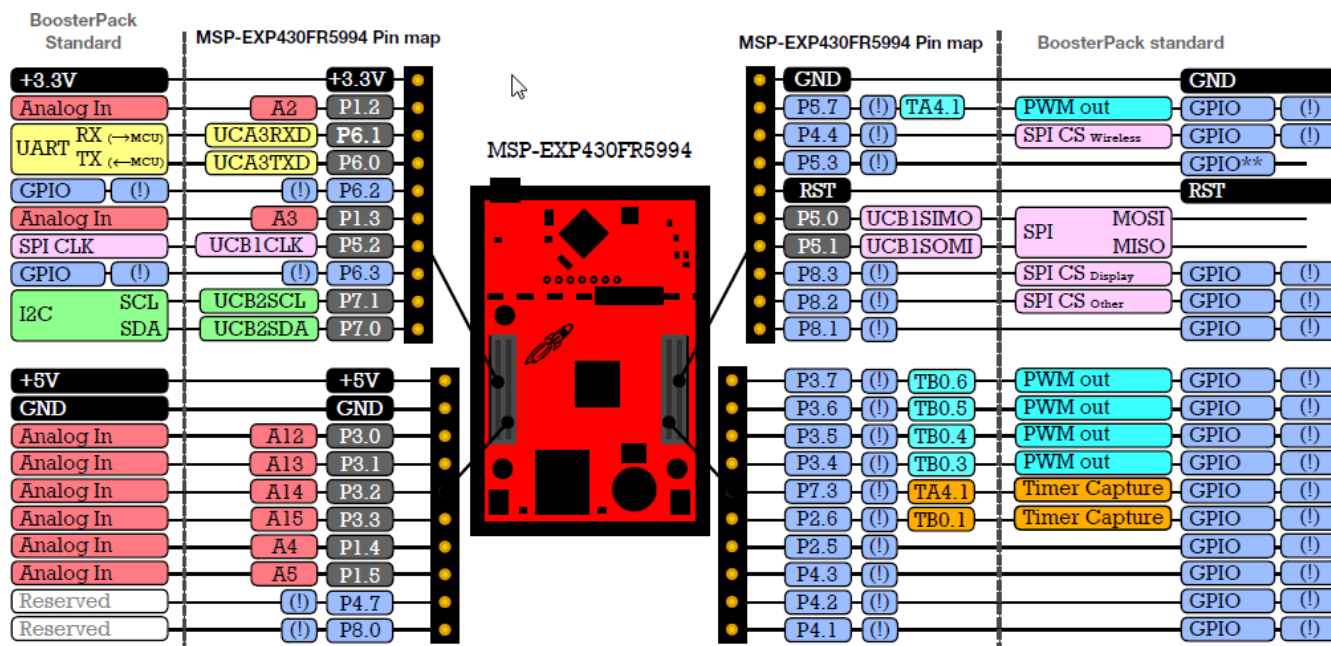 BoosterPack
Standard
MSP-EXP430FR5994 Pin map
+3.3V +3.3V
Analog In A2 P1.2
UART RX (→MCU) UCA3RXD P6.1
TX (←MCU) UCA3TXD P6.0
GPIO (!) (!) P6.2
Analog In A3 P1.3
SPI CLK UCB1CLK P5.2
GPIO (!) (!) P6.3
I2C SCL UCB2SCL P7.1
SDA UCB2SDA P7.0
+5V +5V
GND GND
Analog In A12 P3.0
Analog In A13 P3.1
Analog In A14 P3.2
Analog In A15 P3.3
Analog In A4 P1.4
Analog In A5 P1.5
Reserved (!) P4.7
Reserved (!) P8.0
MSP-EXP430FR5994
MSP-EXP430FR5994 Pin map
BoosterPack standard
GND GND
P5.7 (!) TA4.1 PWM out GPIO (!)
P4.4 (!) SPI CS Wireless GPIO (!)
P5.3 (!) GPIO**
RST RST
P5.0 UCB1SIMO SPI MOSI
P5.1 UCB1SOMI MISO
P8.3 (!) SPI CS Display GPIO (!)
P8.2 (!) SPI CS Other GPIO (!)
P8.1 (!) GPIO (!)
P3.7 (!) TB0.6 PWM out GPIO (!)
P3.6 (!) TB0.5 PWM out GPIO (!)
P3.5 (!) TB0.4 PWM out GPIO (!)
P3.4 (!) TB0.3 PWM out GPIO (!)
P7.3 (!) TA4.1 Timer Capture GPIO (!)
P2.6 (!) TB0.1 Timer Capture GPIO (!)
P2.5 (!) GPIO (!)
P4.3 (!) GPIO (!)
P4.2 (!) GPIO (!)
P4.1 (!) GPIO (!)